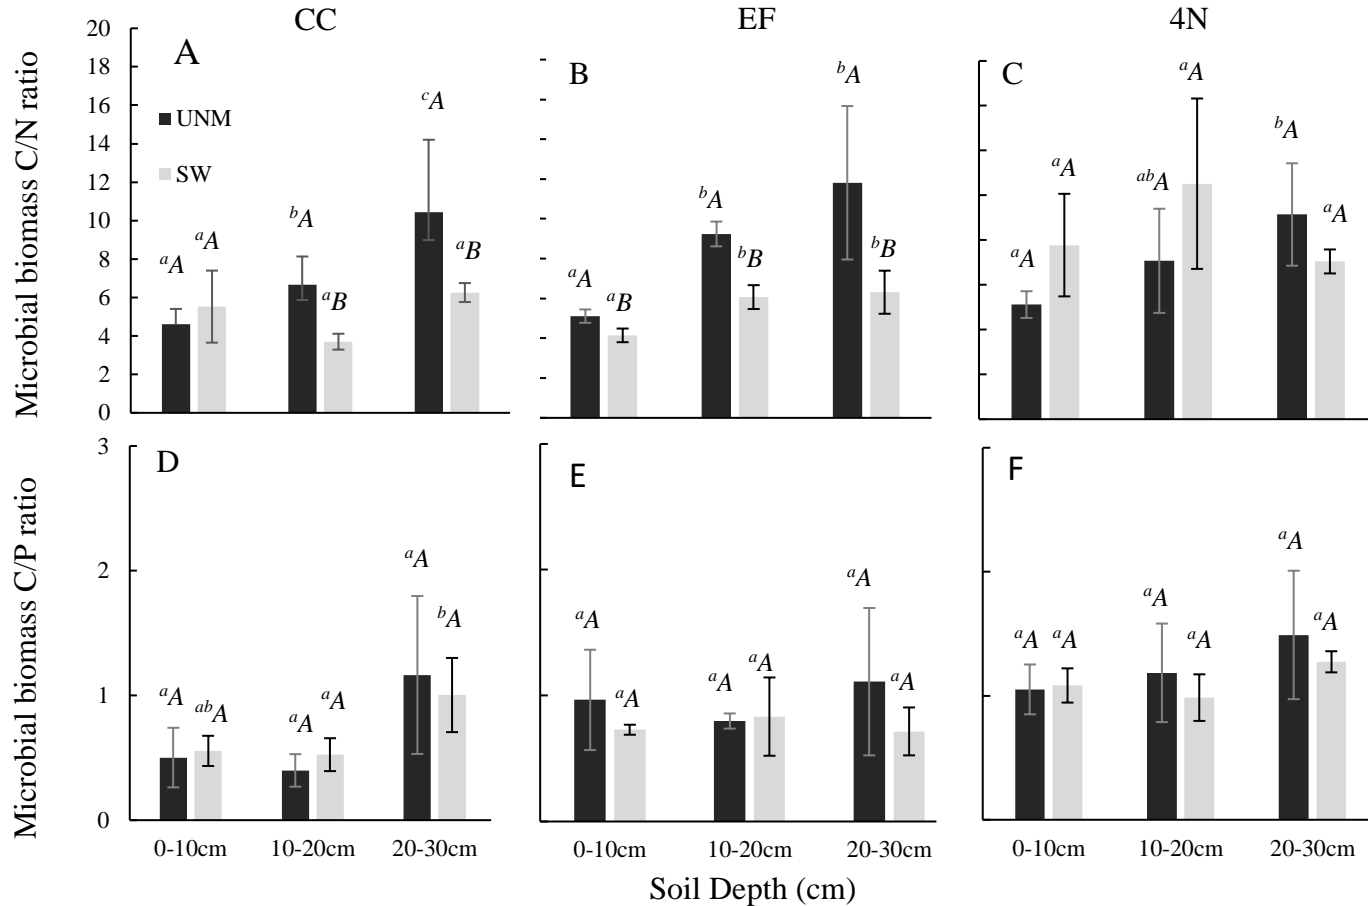 CC EF 4N
Microbial biomass C/N ratio
20
18
16
14
12
10
8
6
4
2
0
A
UNM
SW
aA aA bA aB cA aB
B
aA aB bA bB bA bB
C
aA aA abA aA bA aA
Microbial biomass C/P ratio
3
2
1
0
D
aA abA aA aA aA bA
E
aA aA aA aA aA aA
F
aA aA aA aA aA aA
0-10cm 10-20cm 20-30cm 0-10cm 10-20cm 20-30cm 0-10cm 10-20cm 20-30cm
Soil Depth (cm)